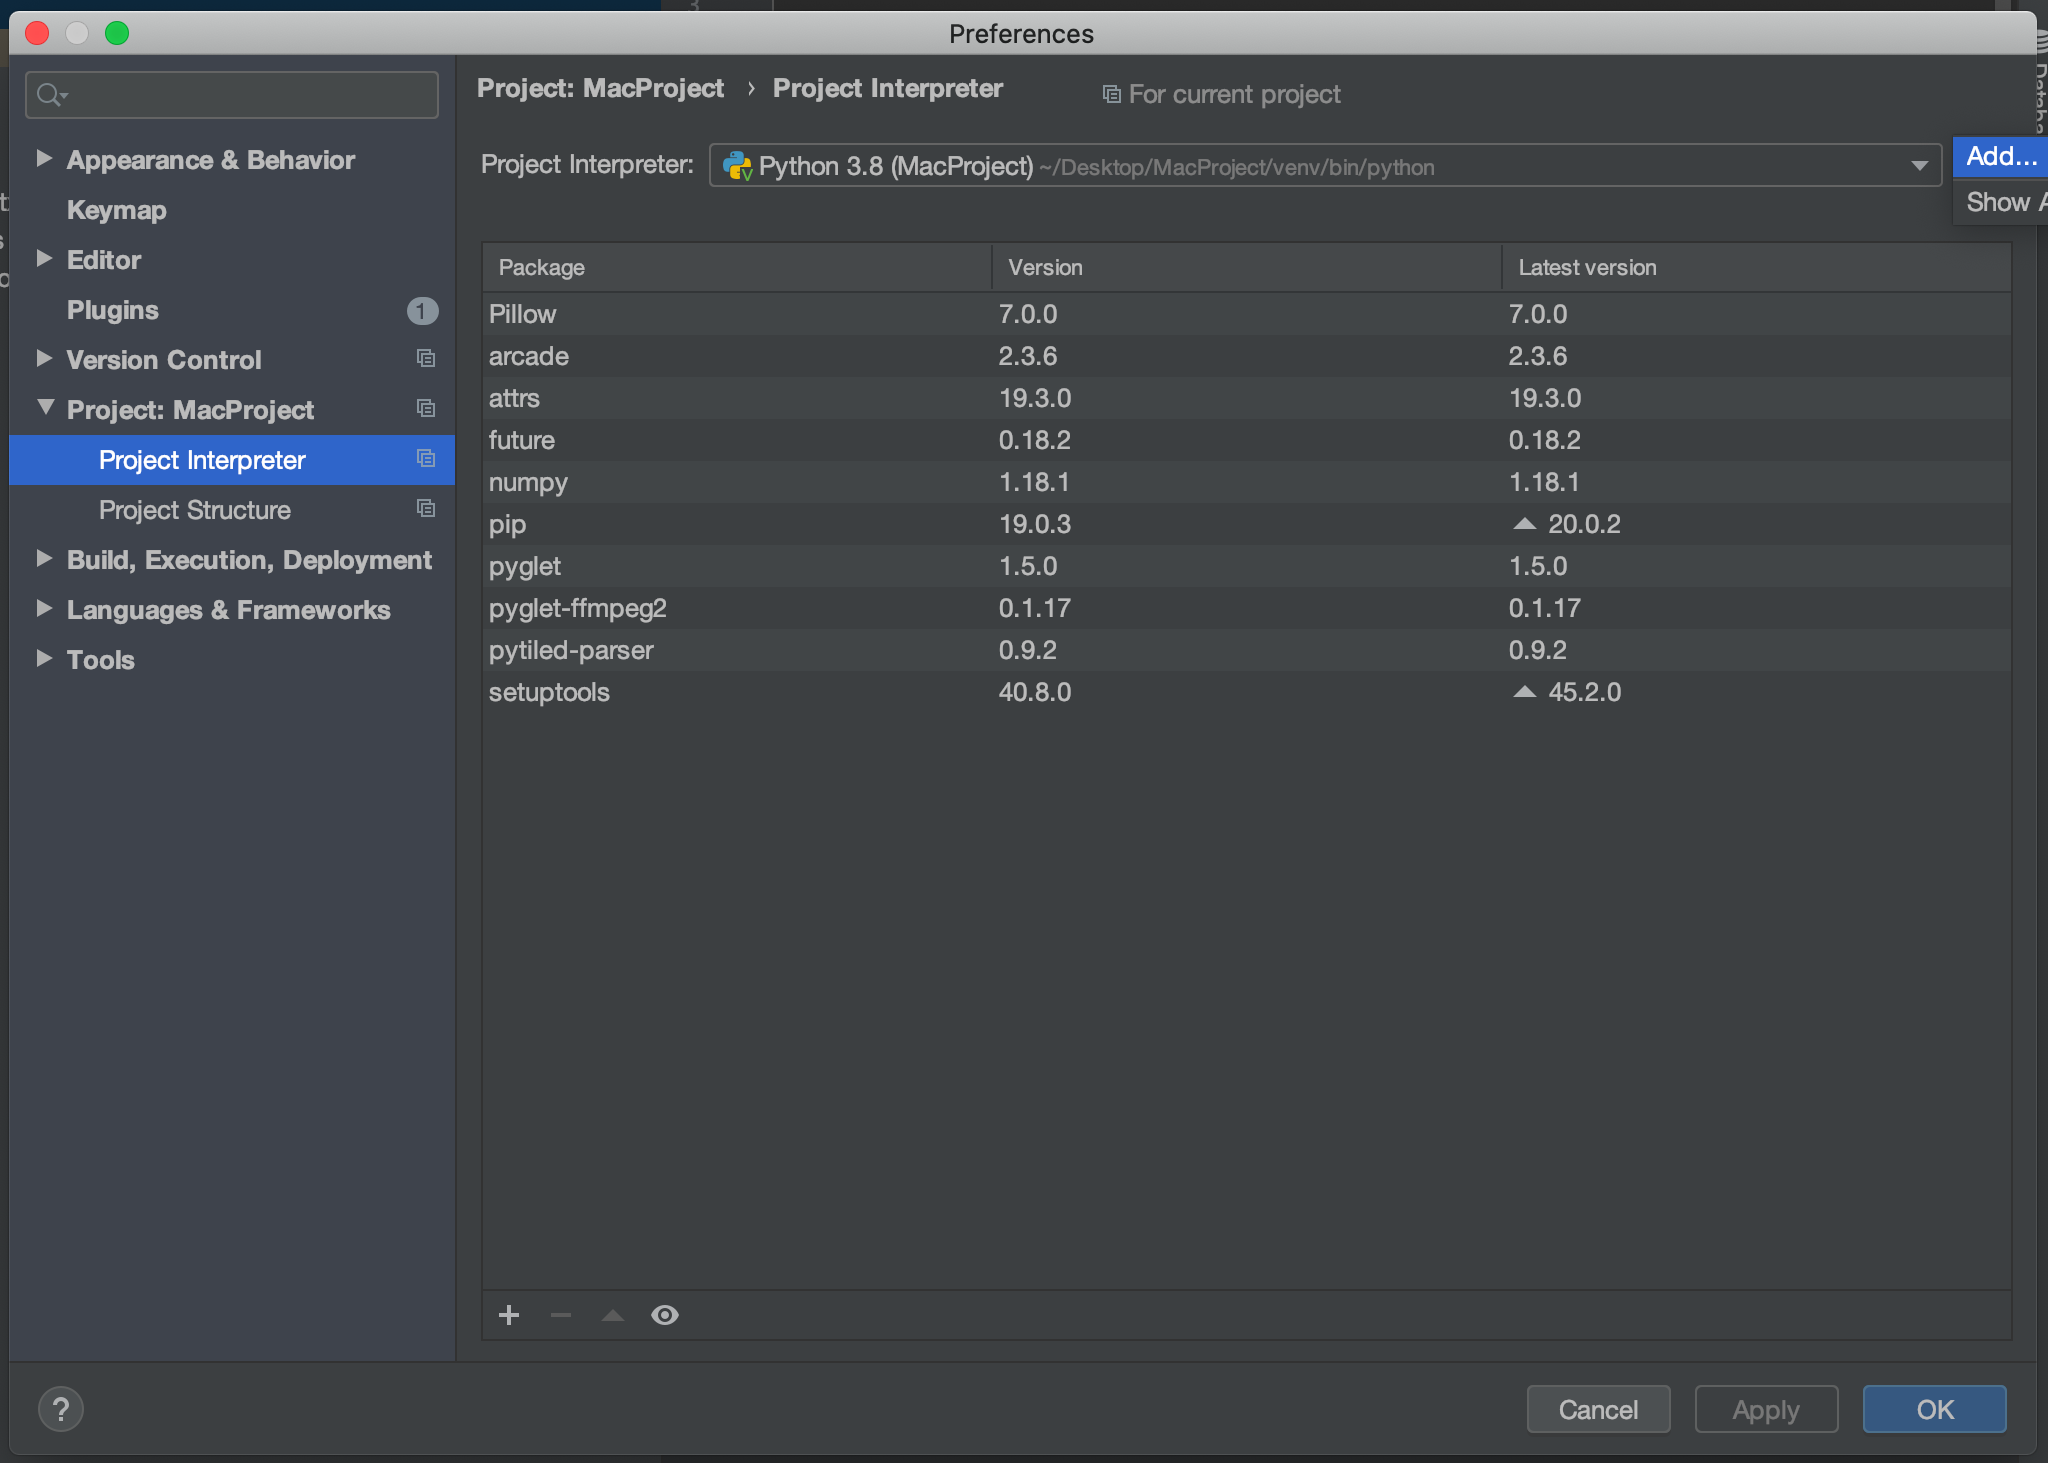 Preferences
Project: MacProject › Project Interpreter For current project
Project Interpreter: Python 3.8 (MacProject) ~/Desktop/MacProject/venv/bin/python
Add...
Show
Appearance & Behavior
Keymap
Editor
Plugins 1
Version Control
Project: MacProject
Project Interpreter
Project Structure
Build, Execution, Deployment
Languages & Frameworks
Tools
Package Version Latest version
Pillow 7.0.0 7.0.0
arcade 2.3.6 2.3.6
attrs 19.3.0 19.3.0
future 0.18.2 0.18.2
numpy 1.18.1 1.18.1
pip 19.0.3 20.0.2
pyglet 1.5.0 1.5.0
pyglet-ffmpeg2 0.1.17 0.1.17
pytiled-parser 0.9.2 0.9.2
setuptools 40.8.0 45.2.0
?
Cancel Apply OK